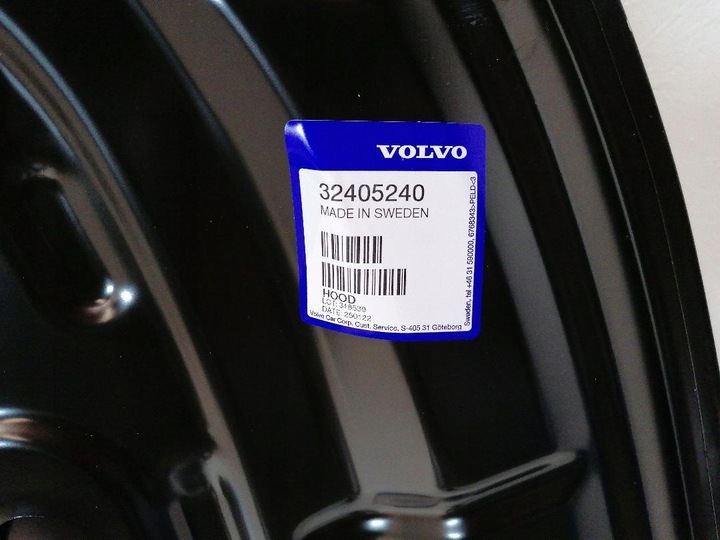 VOLVO
32405240
MADE IN SWEDEN
HOOD
LOT: 318539
DATE: 250122
Volvo Car Corp. Cust. Service, S-405 31 Göteborg
Sweden, tel +46 31 590000, 6768343>PELD<3